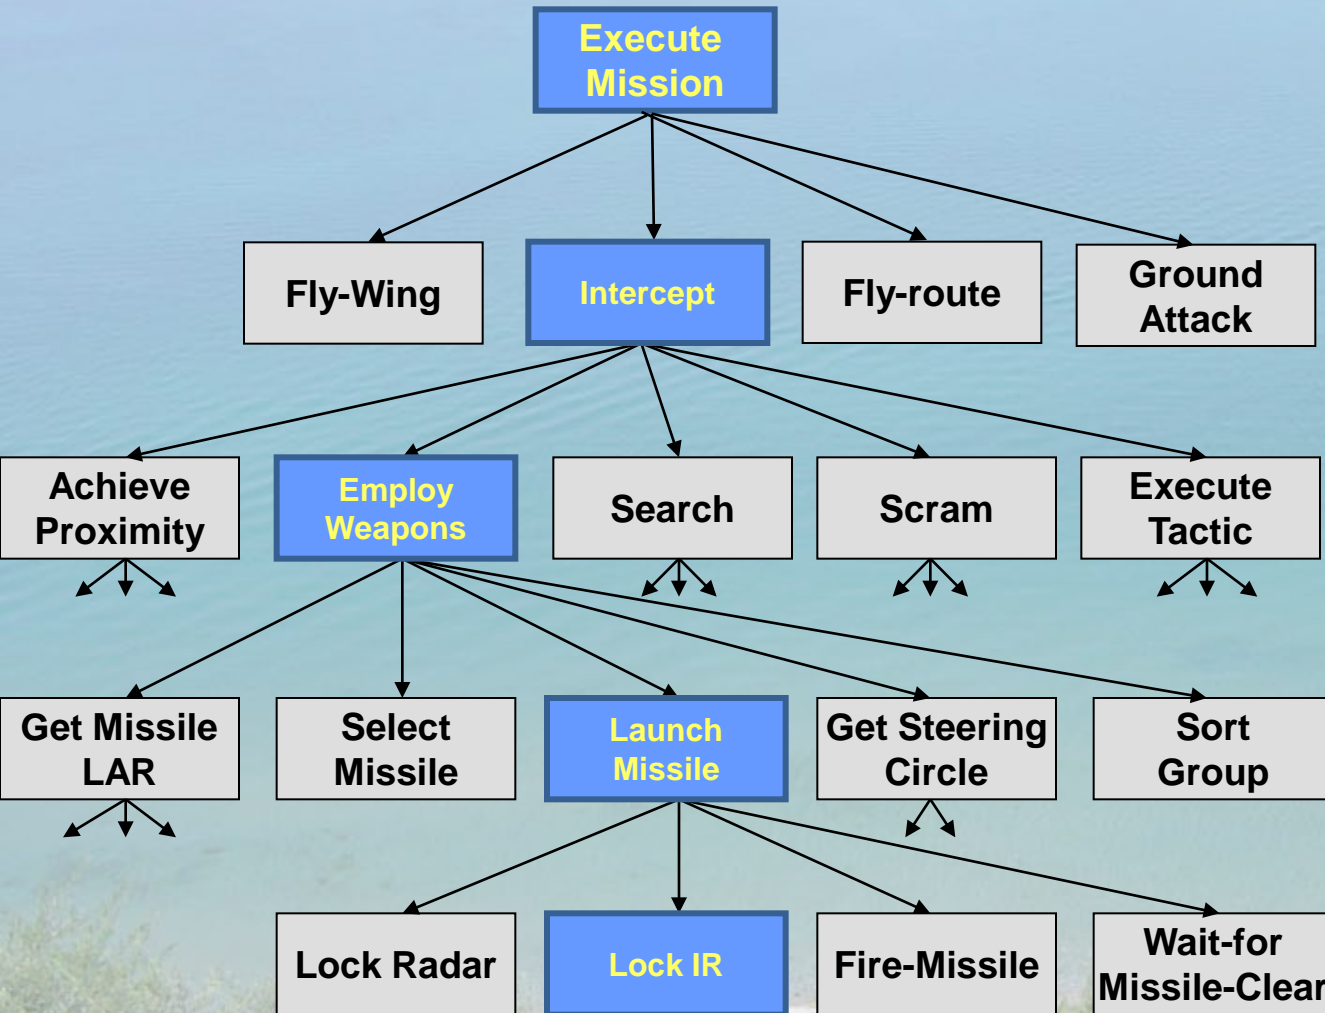 Execute
Mission
Fly-Wing
Intercept
Fly-route
Ground
Attack
Achieve
Proximity
Employ
Weapons
Search
Scram
Execute
Tactic
Get Missile
LAR
Select
Missile
Launch
Missile
Get Steering
Circle
Sort
Group
Lock Radar
Lock IR
Fire-Missile
Wait-for
Missile-Clear